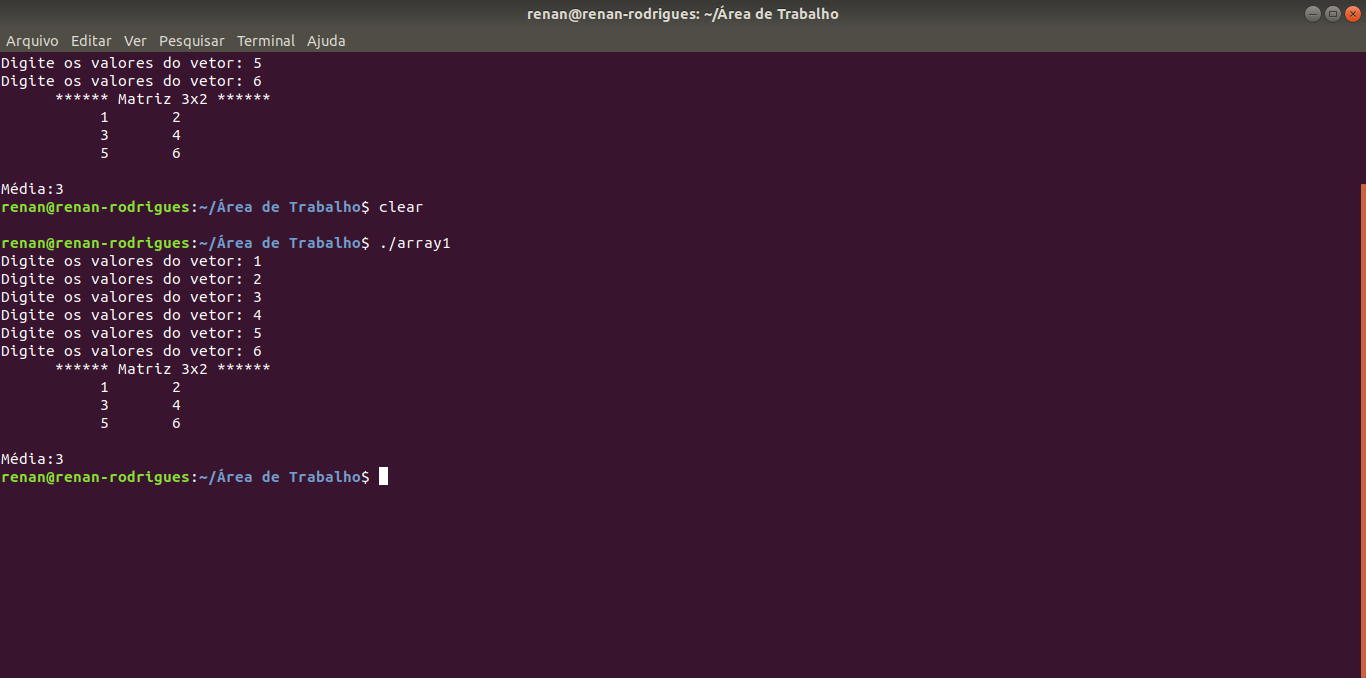 renan@renan-rodrigues: ~/Área de Trabalho
Arquivo Editar Ver Pesquisar Terminal Ajuda
Digite os valores do vetor: 5
Digite os valores do vetor: 6
****** Matriz 3x2 ******
1 2
3 4
5 6
Média:3
renan@renan-rodrigues:~/Área de Trabalho$ clear
renan@renan-rodrigues:~/Área de Trabalho$ ./array1
Digite os valores do vetor: 1
Digite os valores do vetor: 2
Digite os valores do vetor: 3
Digite os valores do vetor: 4
Digite os valores do vetor: 5
Digite os valores do vetor: 6
****** Matriz 3x2 ******
1 2
3 4
5 6
Média:3
renan@renan-rodrigues:~/Área de Trabalho$